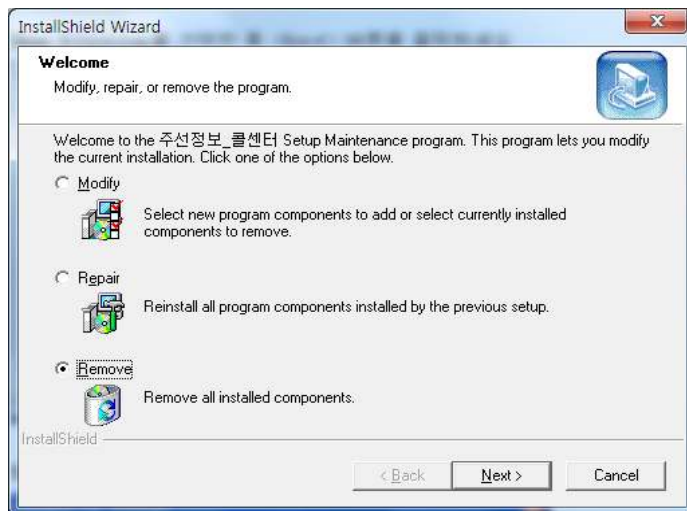 InstallShield Wizard
Welcome
Modify, repair, or remove the program.
Welcome to the 주선정보_콜센터 Setup Maintenance program. This program lets you modify
the current installation. Click one of the options below.
Modify
Select new program components to add or select currently installed
components to remove.
Repair
Reinstall all program components installed by the previous setup.
Remove
Remove all installed components.
InstallShield
< Back
Next >
Cancel